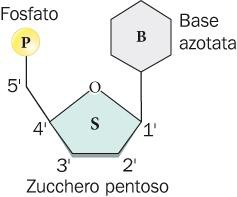 Fosfato
P
Base
azotata
B
5'
O
4'
S
1'
3'
2'
Zucchero pentoso